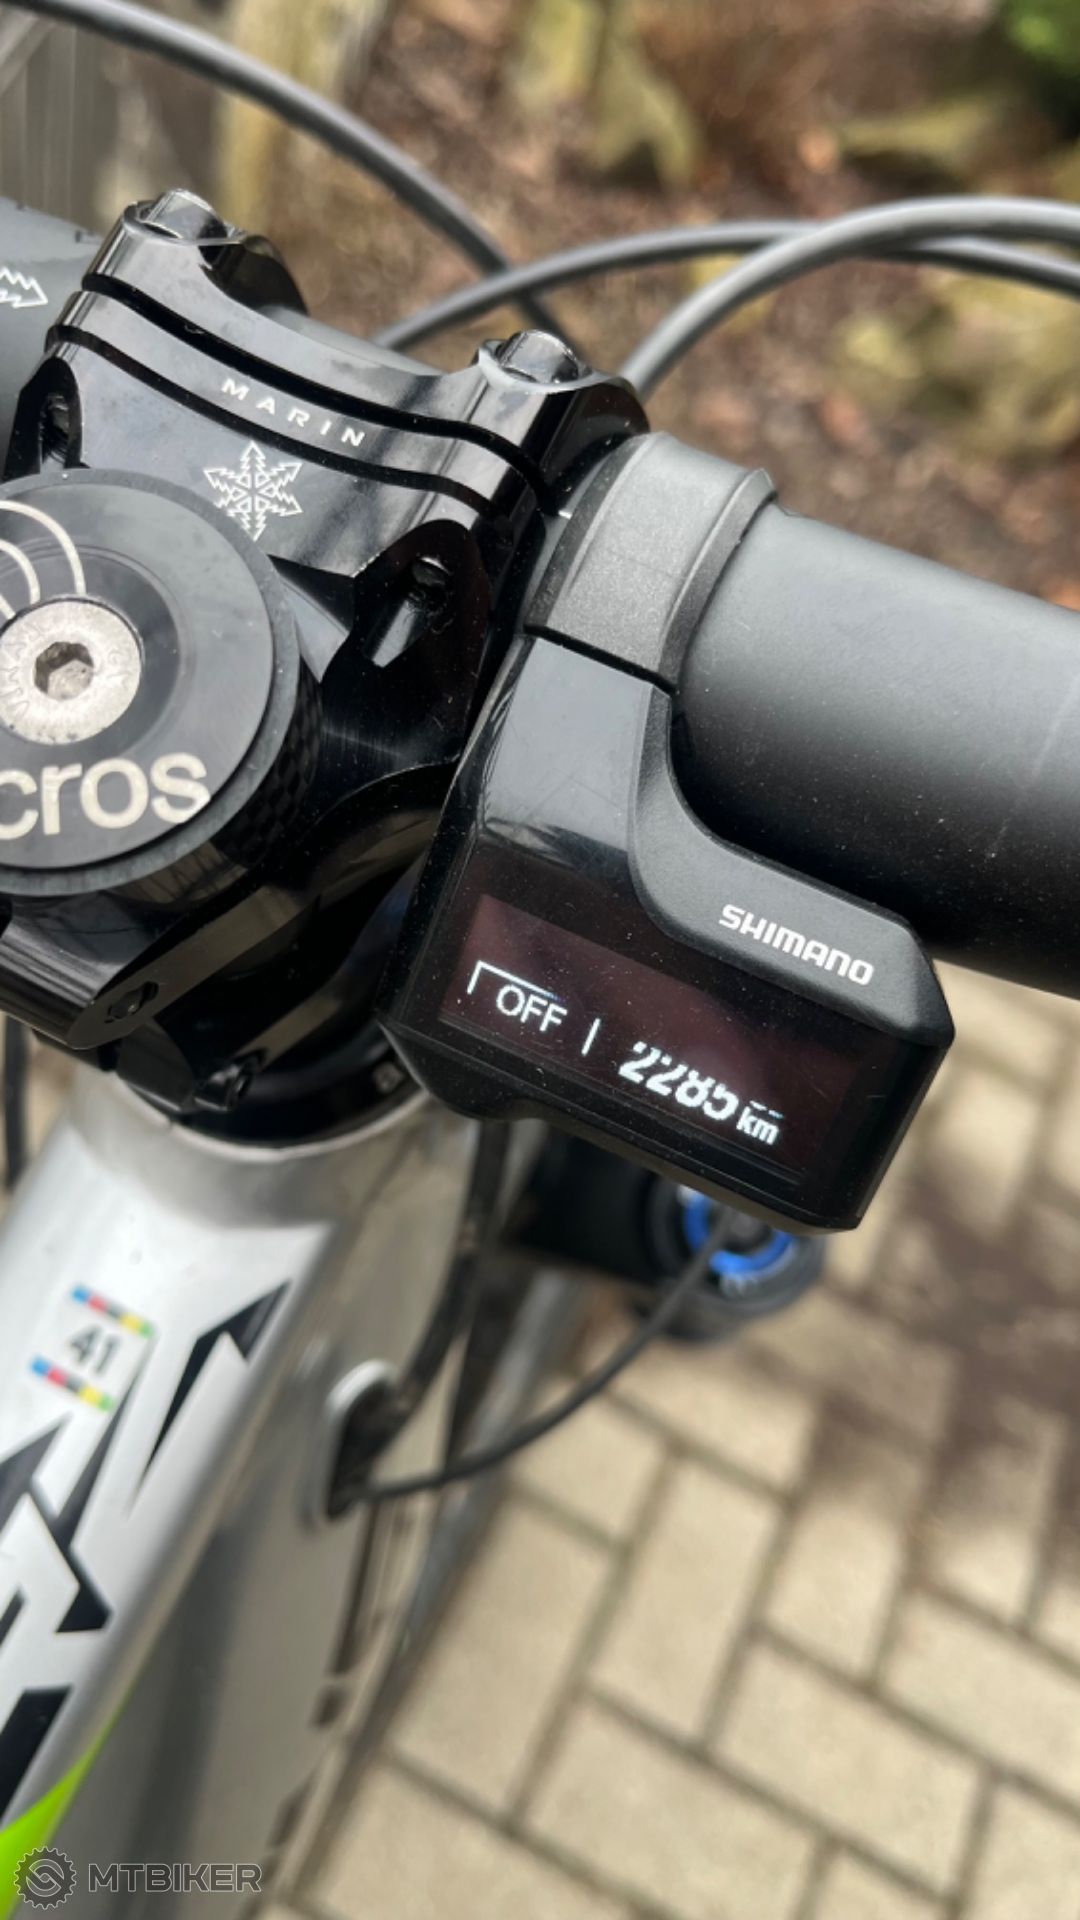 MARIN
cros
SHIMANO
OFF
2285 km
41
MTBIKER